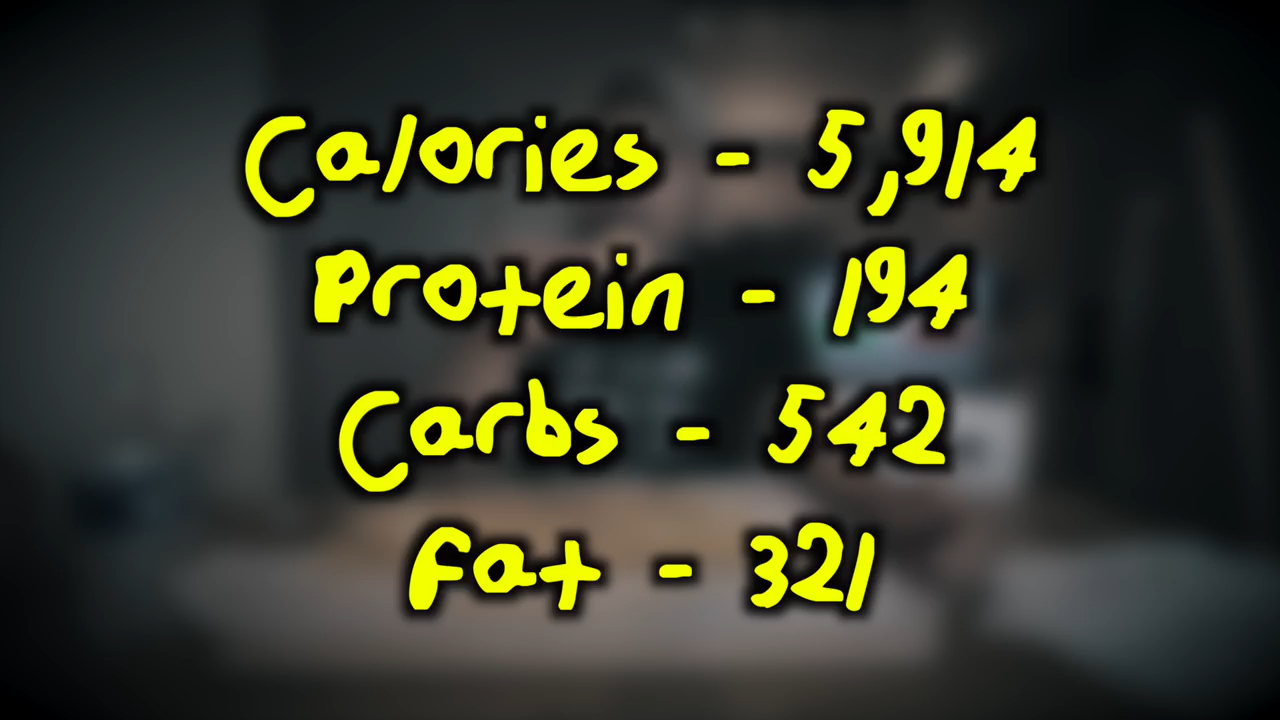 Calories - 5,914
Protein - 194
Carbs - 542
Fat - 321